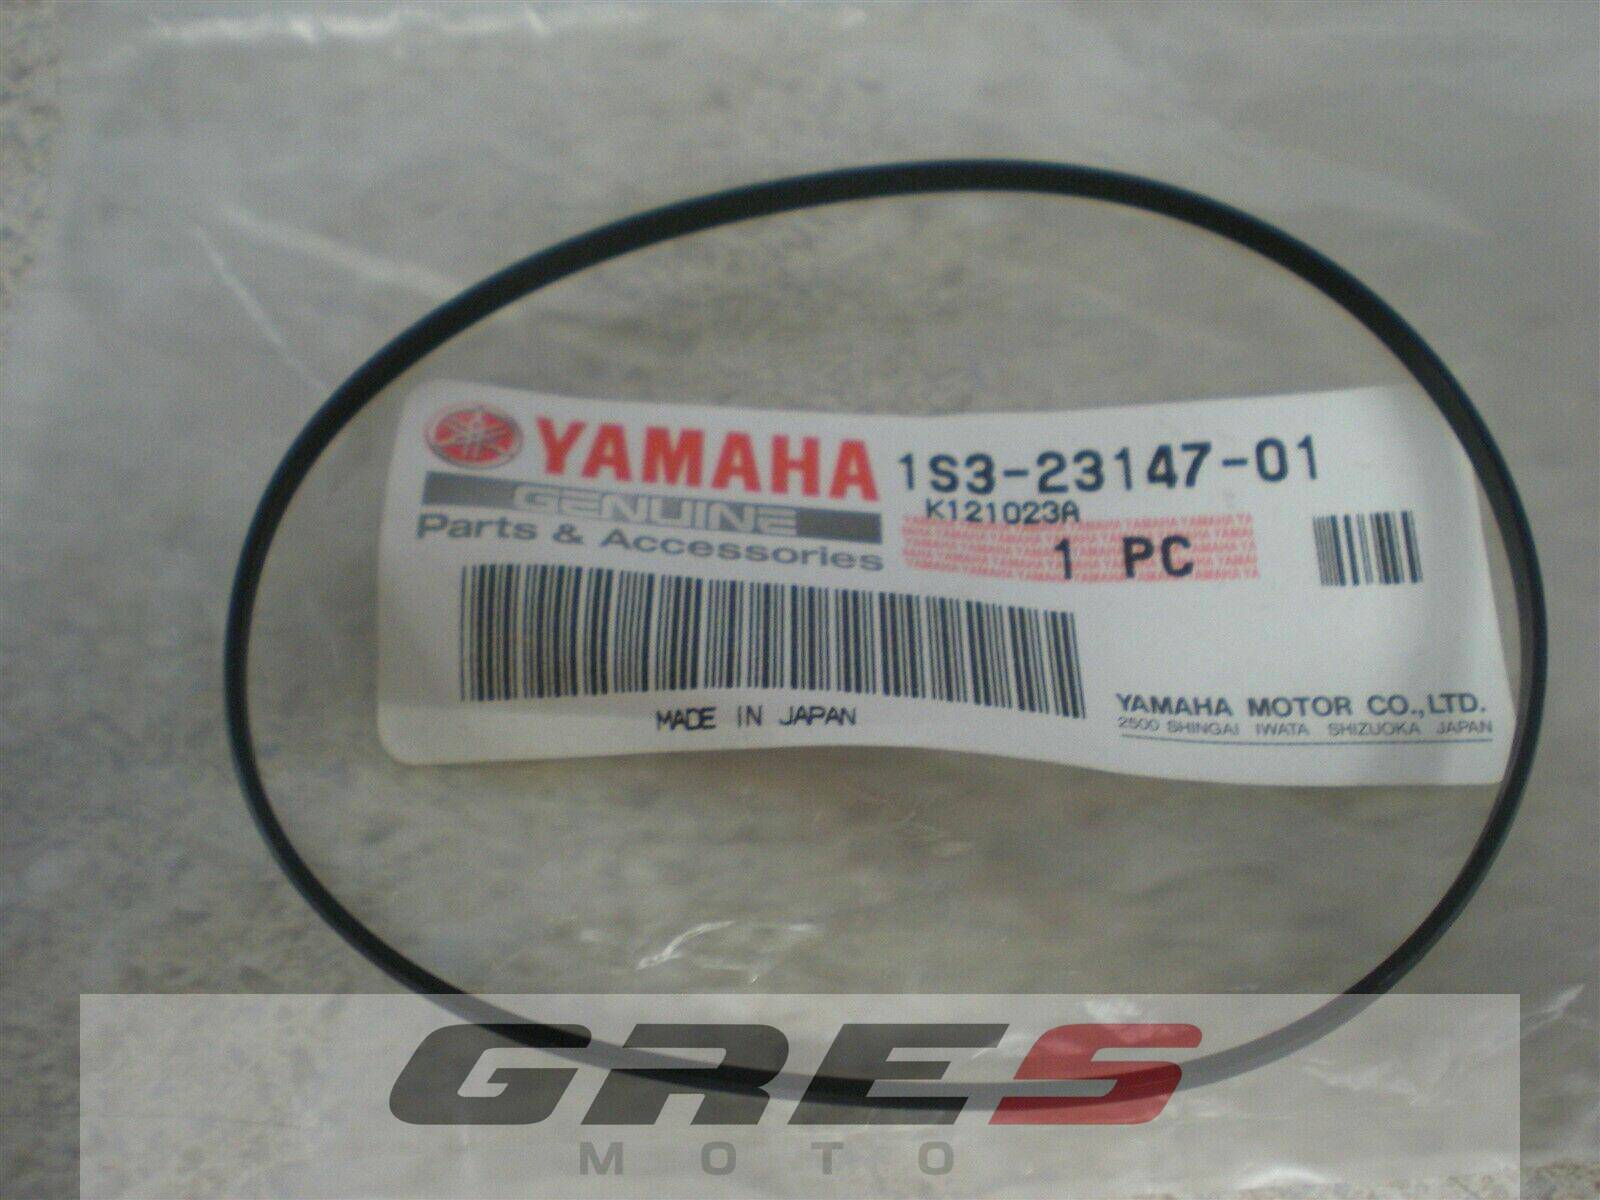 YAMAHA
GENUINE
Parts & Accessories
1S3-23147-01
K121023A
1 PC
MADE IN JAPAN
YAMAHA MOTOR CO.,LTD.
2500 SHINGAI IWATA SHIZUOKA JAPAN
GRES
MOTO